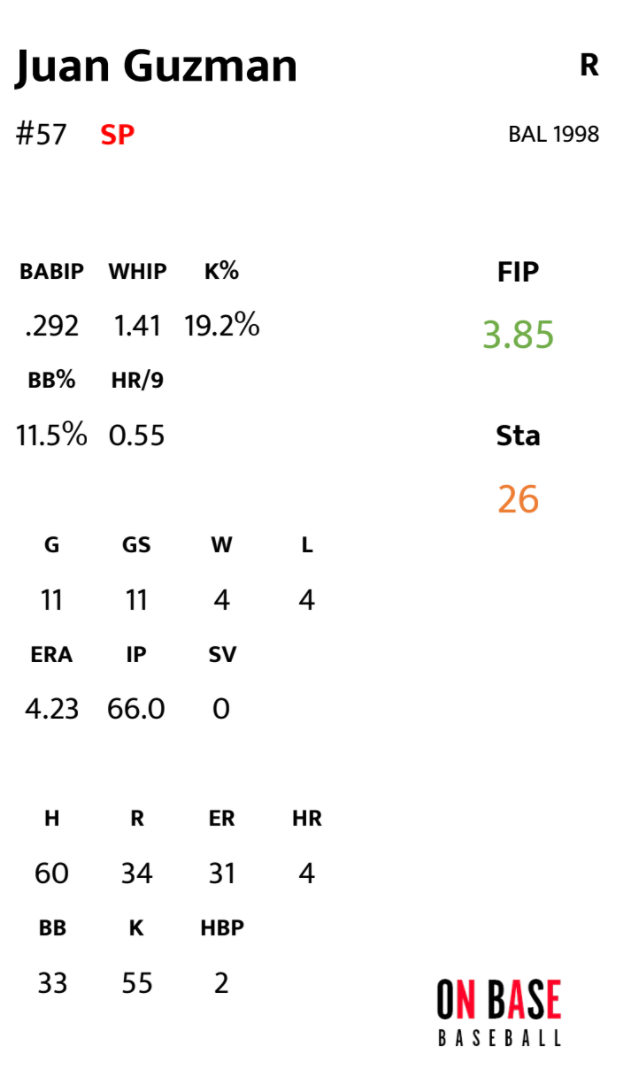 Juan Guzman R
#57 SP BAL 1998
BABIP WHIP K% FIP
.292 1.41 19.2% 3.85
BB% HR/9
11.5% 0.55 Sta
26
G GS W L
11 11 4 4
ERA IP SV
4.23 66.0 0
H R ER HR
60 34 31 4
BB K HBP
33 55 2
ON BASE
BASEBALL